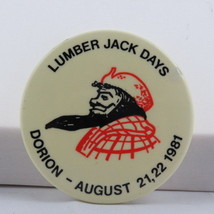 LUMBER JACK DAYS
DORION - AUGUST 21,22 1981